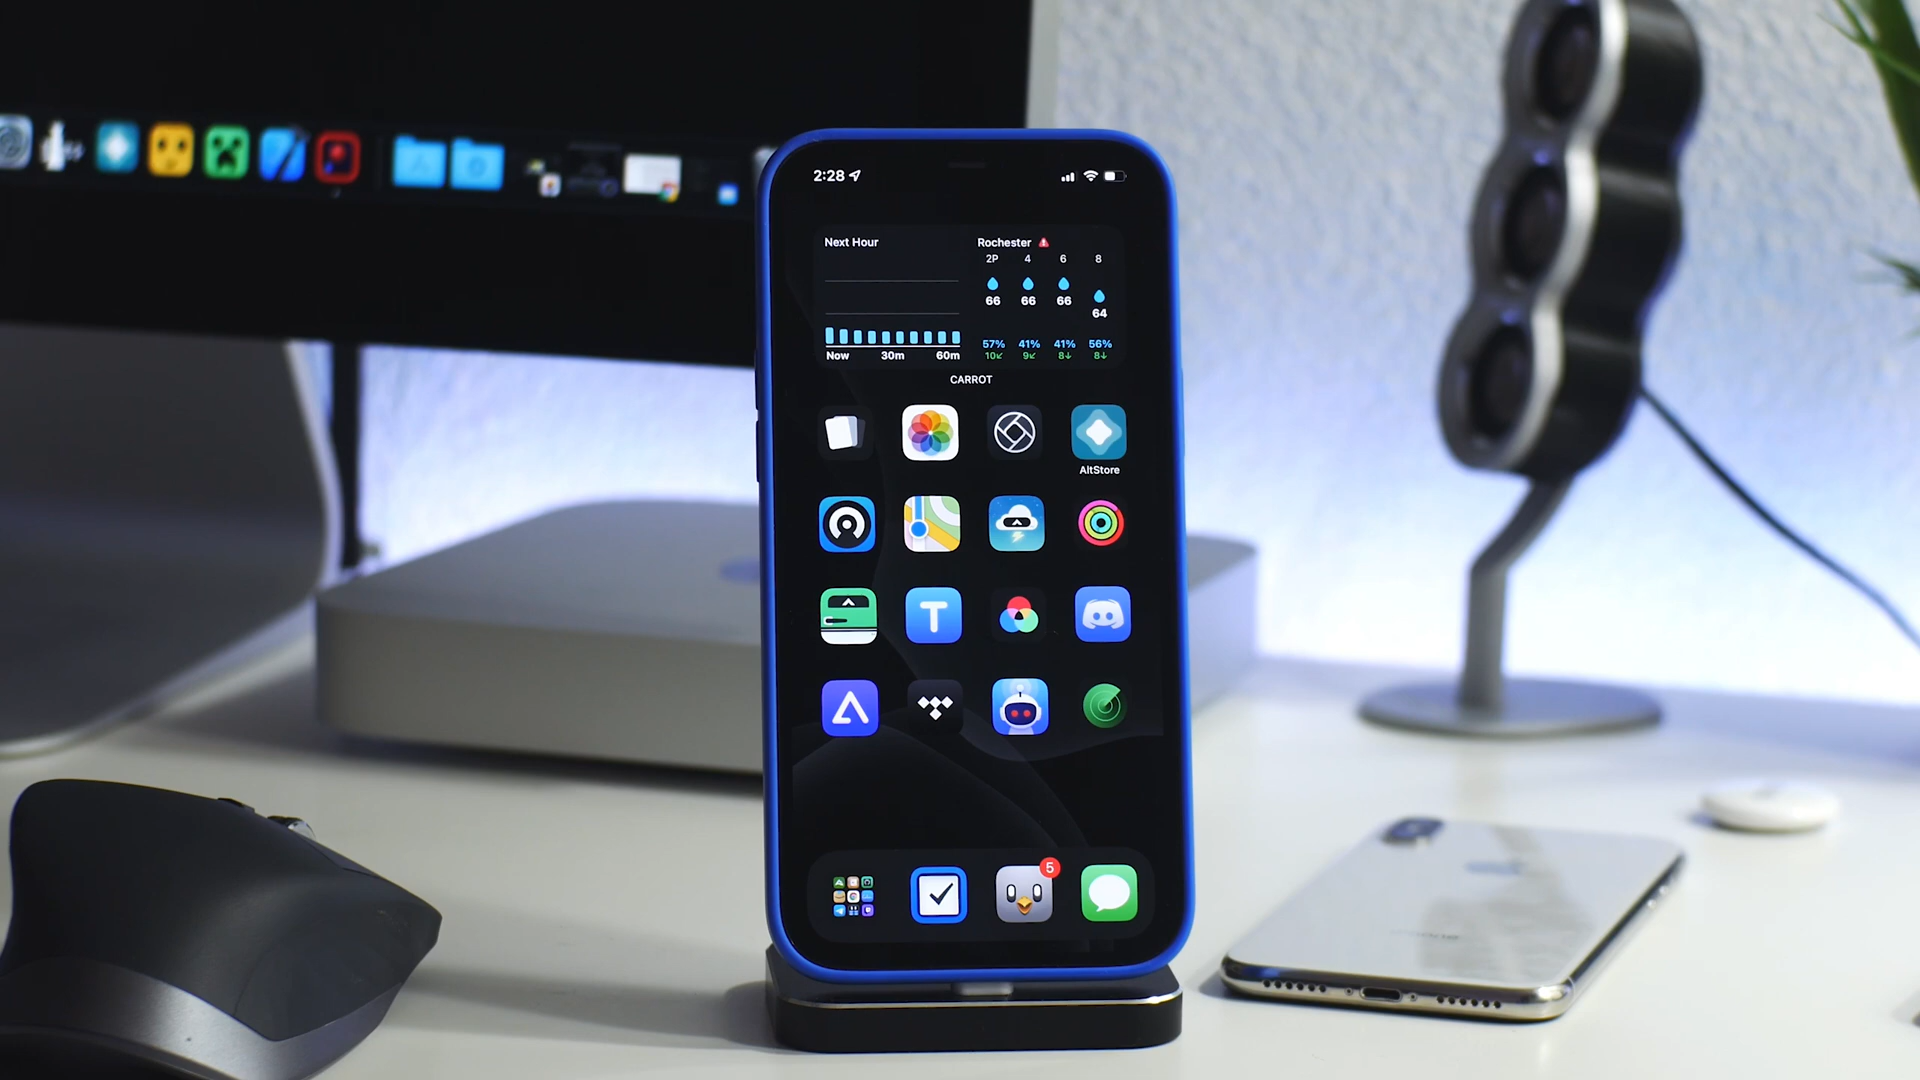 2:28
Next Hour
Now 30m 60m
Rochester
2P 4 6 8
66 66 66 64
57% 41% 41% 56%
10↙ 9↙ 8↓ 8↓
CARROT
AltStore
T
5